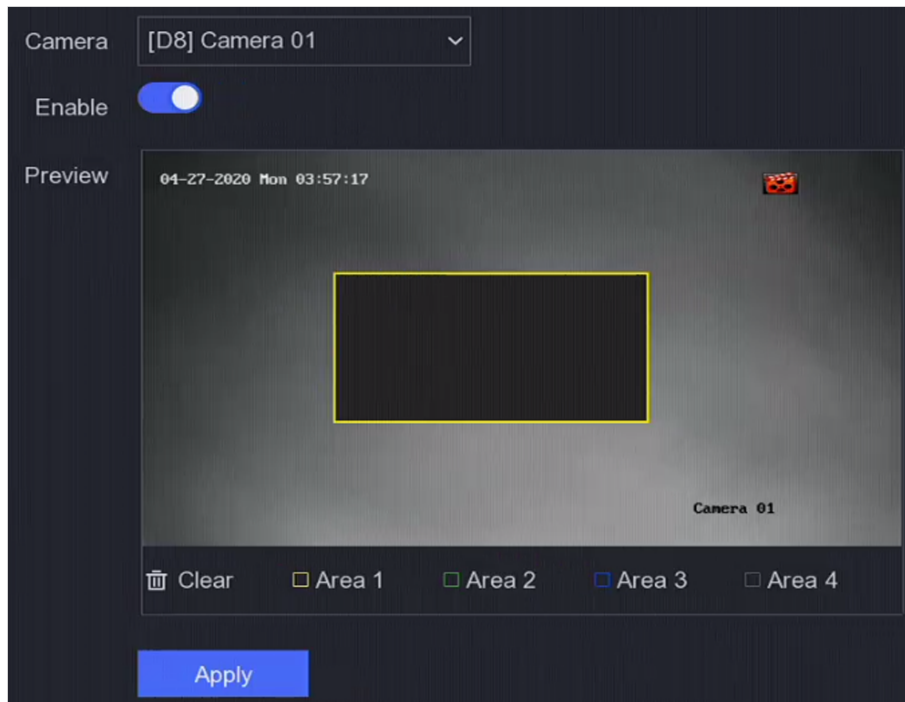 Camera [D8] Camera 01
Enable
Preview
04-27-2020 Mon 03:57:17
Camera 01
Clear Area 1 Area 2 Area 3 Area 4
Apply